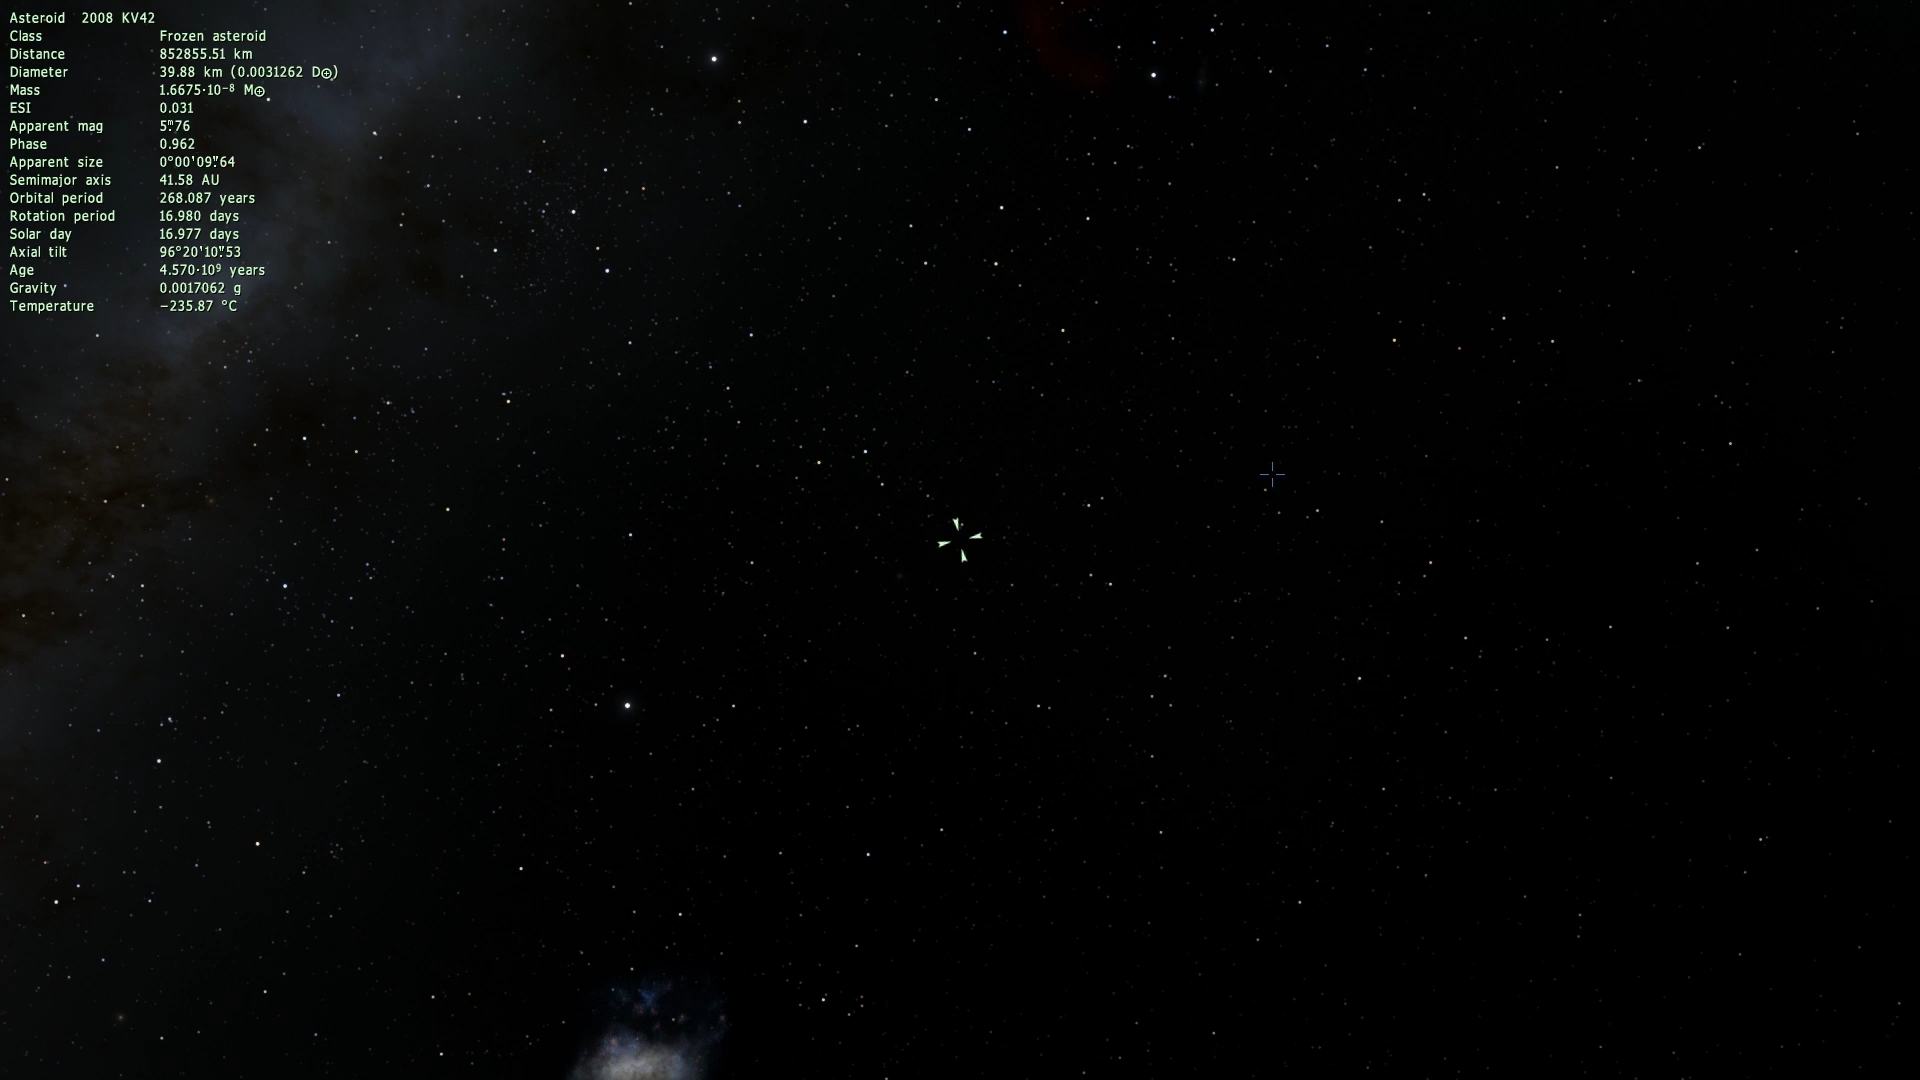 Asteroid 2008 KV42
Class Frozen asteroid
Distance 852855.51 km
Diameter 39.88 km (0.0031262 D⊕)
Mass 1.6675·10⁻⁸ M⊕
ESI 0.031
Apparent mag 5ᵐ.76
Phase 0.962
Apparent size 0°00'09".64
Semimajor axis 41.58 AU
Orbital period 268.087 years
Rotation period 16.980 days
Solar day 16.977 days
Axial tilt 96°20'10".53
Age 4.570·10⁹ years
Gravity 0.0017062 g
Temperature −235.87 °C